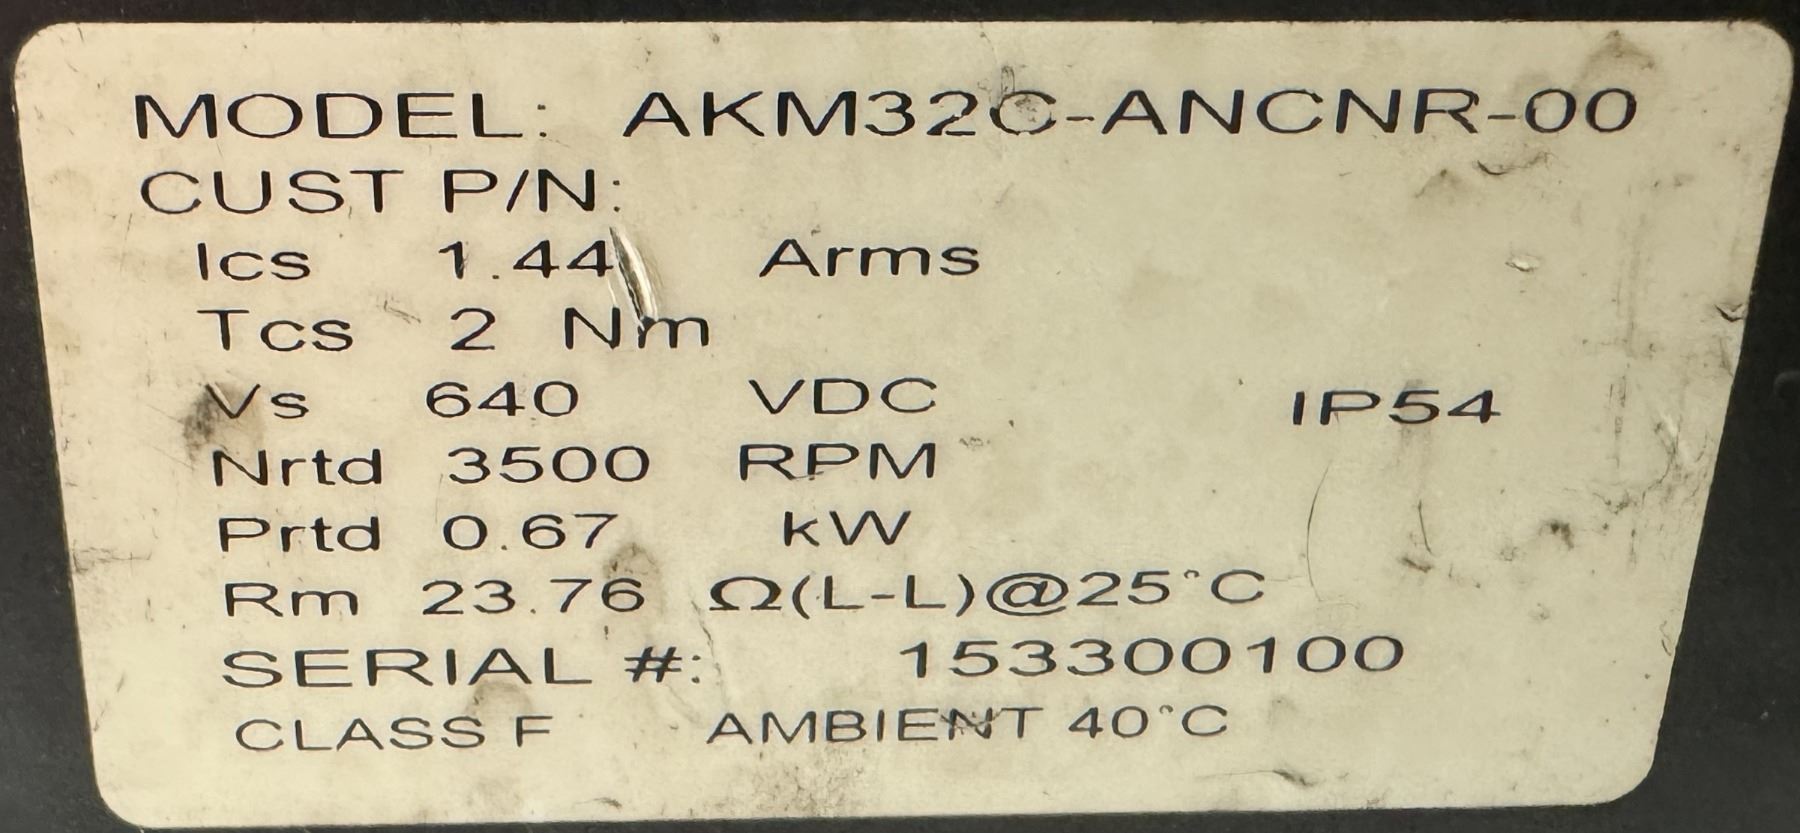 MODEL: AKM32C-ANCNR-00
CUST P/N:
Ics 1.44 Arms
Tcs 2 Nm
Vs 640 VDC IP54
Nrtd 3500 RPM
Prtd 0.67 kW
Rm 23.76 Ω(L-L)@25°C
SERIAL #: 153300100
CLASS F AMBIENT 40°C